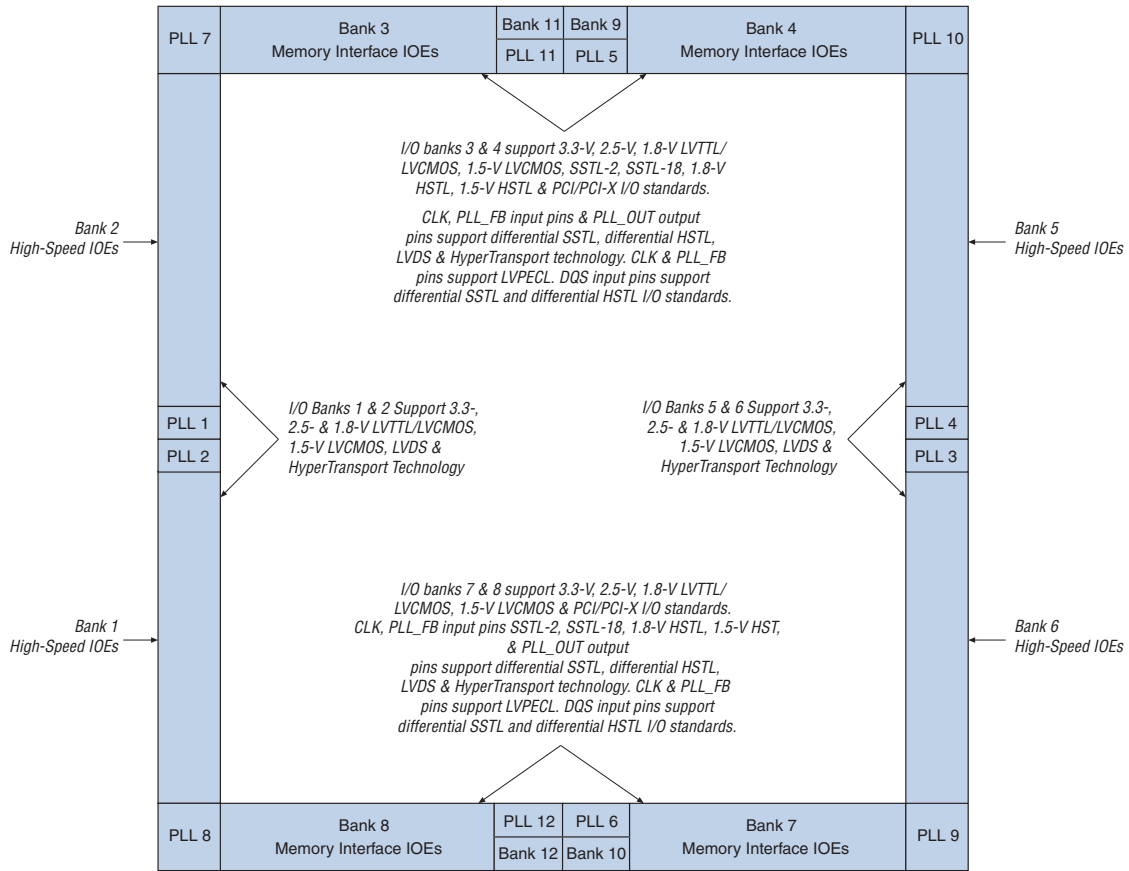 PLL 7
Bank 3
Memory Interface IOEs
Bank 11
Bank 9
PLL 11
PLL 5
Bank 4
Memory Interface IOEs
PLL 10
I/O banks 3 & 4 support 3.3-V, 2.5-V, 1.8-V LVTTL/
LVCMOS, 1.5-V LVCMOS, SSTL-2, SSTL-18, 1.8-V
HSTL, 1.5-V HSTL & PCI/PCI-X I/O standards.
CLK, PLL_FB input pins & PLL_OUT output
pins support differential SSTL, differential HSTL,
LVDS & HyperTransport technology. CLK & PLL_FB
pins support LVPECL. DQS input pins support
differential SSTL and differential HSTL I/O standards.
Bank 2
High-Speed IOEs
Bank 5
High-Speed IOEs
PLL 1
PLL 2
I/O Banks 1 & 2 Support 3.3-,
2.5- & 1.8-V LVTTL/LVCMOS,
1.5-V LVCMOS, LVDS &
HyperTransport Technology
I/O Banks 5 & 6 Support 3.3-,
2.5- & 1.8-V LVTTL/LVCMOS,
1.5-V LVCMOS, LVDS &
HyperTransport Technology
PLL 4
PLL 3
I/O banks 7 & 8 support 3.3-V, 2.5-V, 1.8-V LVTTL/
LVCMOS, 1.5-V LVCMOS & PCI/PCI-X I/O standards.
CLK, PLL_FB input pins SSTL-2, SSTL-18, 1.8-V HSTL, 1.5-V HST,
& PLL_OUT output
pins support differential SSTL, differential HSTL,
LVDS & HyperTransport technology. CLK & PLL_FB
pins support LVPECL. DQS input pins support
differential SSTL and differential HSTL I/O standards.
Bank 1
High-Speed IOEs
Bank 6
High-Speed IOEs
PLL 8
Bank 8
Memory Interface IOEs
PLL 12
PLL 6
Bank 12
Bank 10
Bank 7
Memory Interface IOEs
PLL 9